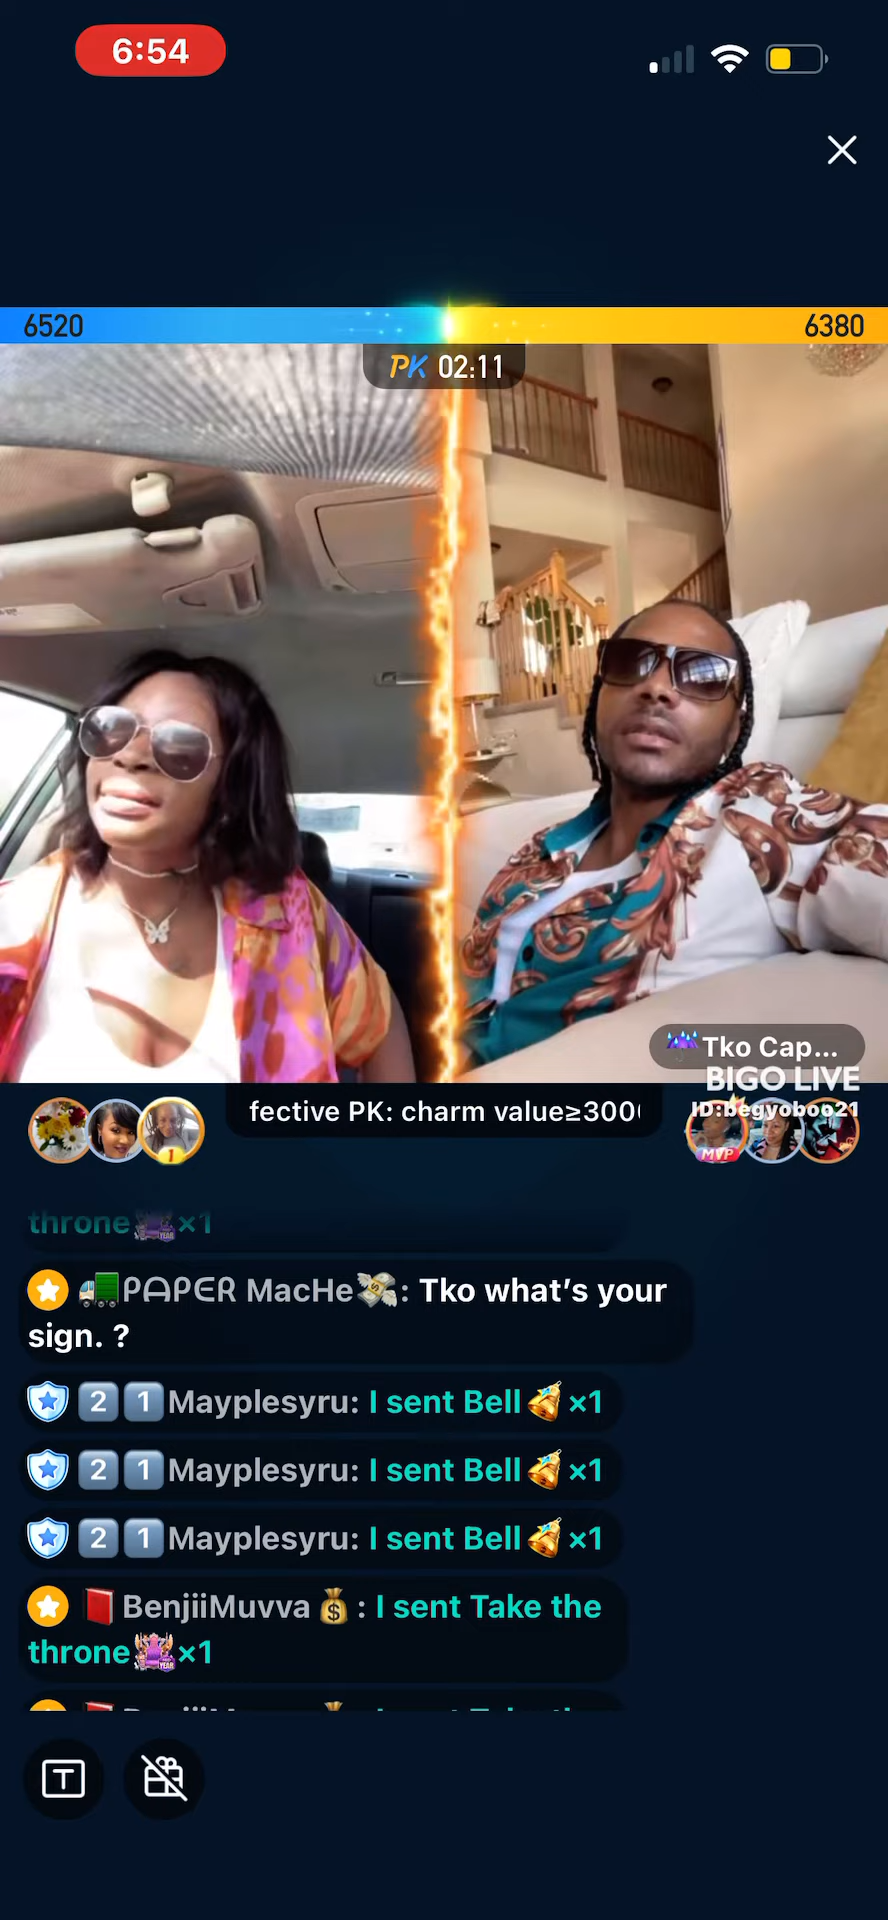 6:54
6520
6380
PK 02:11
☔Tko Cap...
BIGO LIVE
fective PK: charm value≥300
ID:begyoboo21
1
MVP
throne ×1
ᑭᗩᑭᕮᖇ MacHe💸: Tko what's your
sign. ?
2 1 Mayplesyru: I sent Bell ×1
2 1 Mayplesyru: I sent Bell ×1
2 1 Mayplesyru: I sent Bell ×1
📕BenjiiMuvva💰: I sent Take the
throne ×1
T